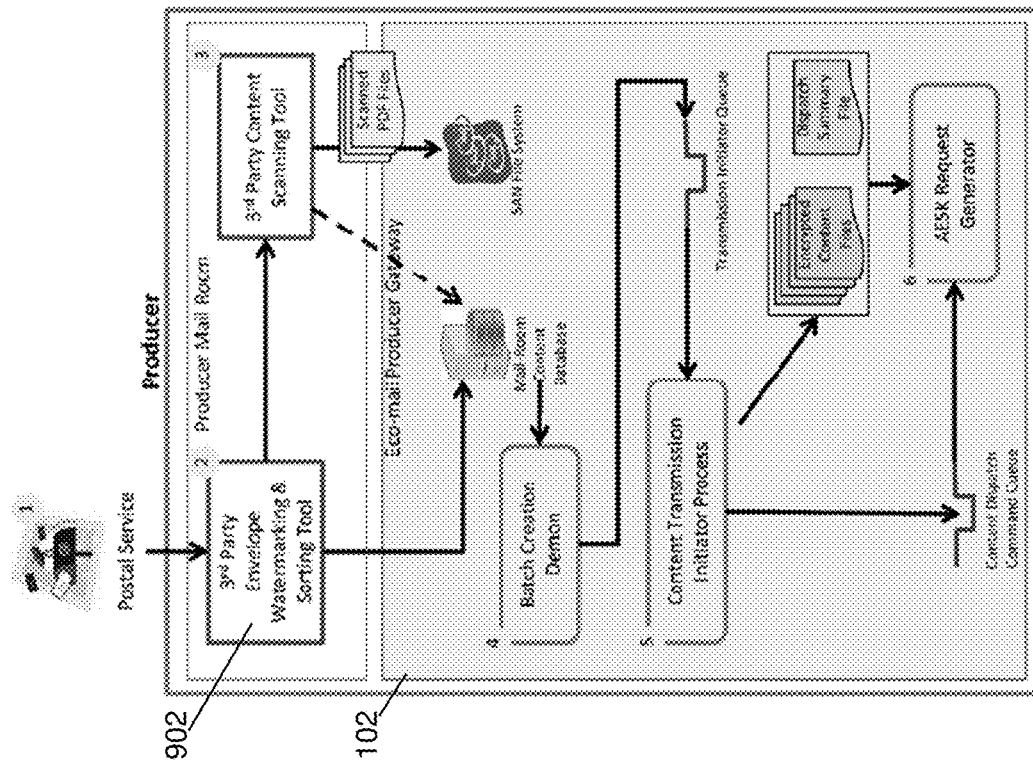 Producer
1
Postal Service
Producer Mail Room
2
3rd Party
Envelope
Watermarking &
Sorting Tool
3
3rd Party Content
Scanning Tool
Scanned
PDF Files
SAN File System
902
102
Eco-mail Producer Gateway
Mail Room
Content
Database
4
Batch Creation
Demon
Transmission Initiator Queue
5
Content Transmission
Initiator Process
Encrypted
Content
Files
Dispatch
Summary
File
6
AESK Request
Generator
Content Dispatch
Command Queue